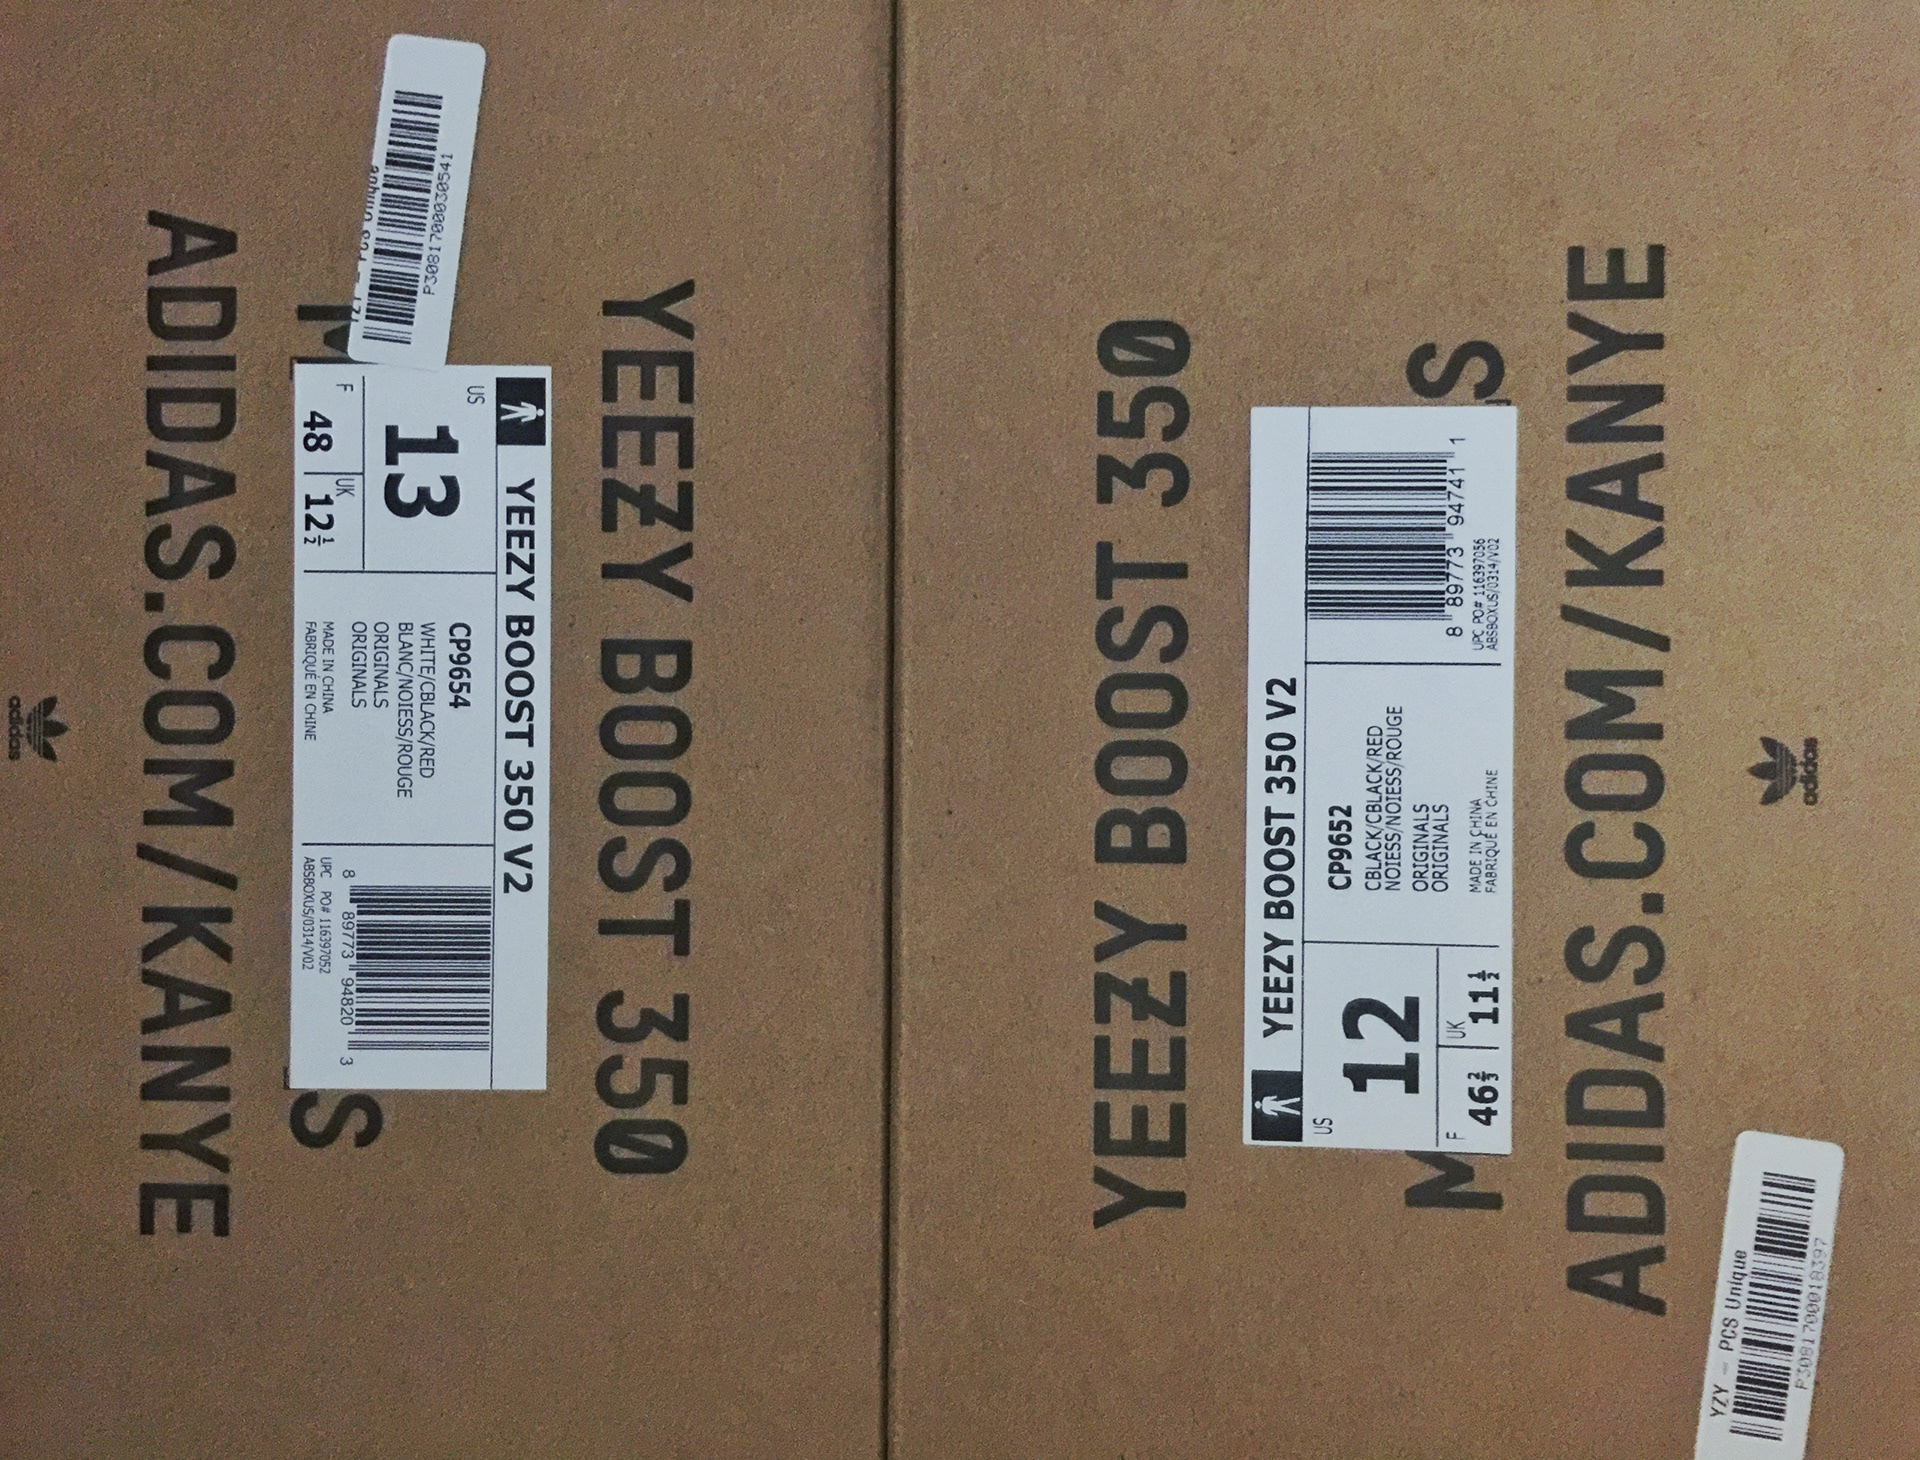 YEEZY BOOST 350
M
S
ADIDAS.COM/KANYE
adidas
YEEZY BOOST 350 V2
US
13
F
48
UK
12½
CP9654
WHITE/CBLACK/RED
BLANC/NOIESS/ROUGE
ORIGINALS
ORIGINALS
MADE IN CHINA
FABRIQUÉ EN CHINE
8 89773 94820 3
UPC PO# 116397052
ABSBOXUS/0314/V02
PCS Unique
P3081700030541
YEEZY BOOST 350
M
S
ADIDAS.COM/KANYE
adidas
YEEZY BOOST 350 V2
US
12
F
46⅔
UK
11½
CP9652
CBLACK/CBLACK/RED
NOIESS/NOIESS/ROUGE
ORIGINALS
ORIGINALS
MADE IN CHINA
FABRIQUÉ EN CHINE
8 89773 94741 1
UPC PO# 116397056
ABSBOXUS/0314/V02
YZY - PCS Unique
P3081700018397